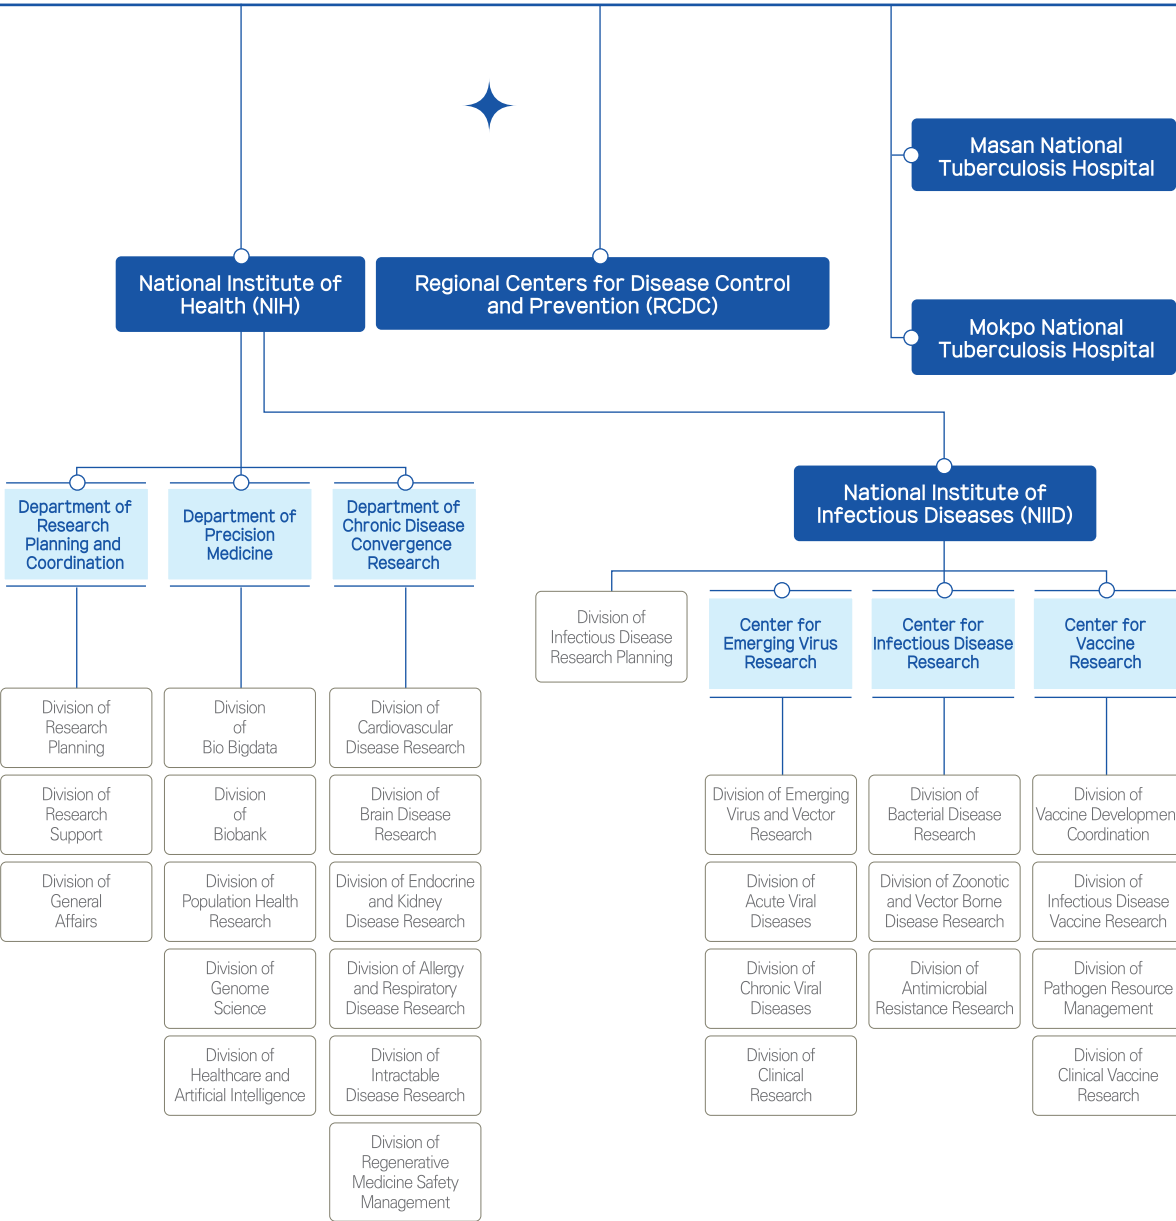 Masan National
Tuberculosis Hospital
National Institute of
Health (NIH)
Regional Centers for Disease Control
and Prevention (RCDC)
Mokpo National
Tuberculosis Hospital
National Institute of
Infectious Diseases (NIID)
Department of
Research
Planning and
Coordination
Department of
Precision
Medicine
Department of
Chronic Disease
Convergence
Research
Division of
Infectious Disease
Research Planning
Center for
Emerging Virus
Research
Center for
Infectious Disease
Research
Center for
Vaccine
Research
Division of
Research
Planning
Division of
Research
Support
Division of
General
Affairs
Division
of
Bio Bigdata
Division
of
Biobank
Division of
Population Health
Research
Division of
Genome
Science
Division of
Healthcare and
Artificial Intelligence
Division of
Cardiovascular
Disease Research
Division of
Brain Disease
Research
Division of Endocrine
and Kidney
Disease Research
Division of Allergy
and Respiratory
Disease Research
Division of
Intractable
Disease Research
Division of
Regenerative
Medicine Safety
Management
Division of Emerging
Virus and Vector
Research
Division of
Acute Viral
Diseases
Division of
Chronic Viral
Diseases
Division of
Clinical
Research
Division of
Bacterial Disease
Research
Division of Zoonotic
and Vector Borne
Disease Research
Division of
Antimicrobial
Resistance Research
Division of
Vaccine Developmen
Coordination
Division of
Infectious Disease
Vaccine Research
Division of
Pathogen Resource
Management
Division of
Clinical Vaccine
Research